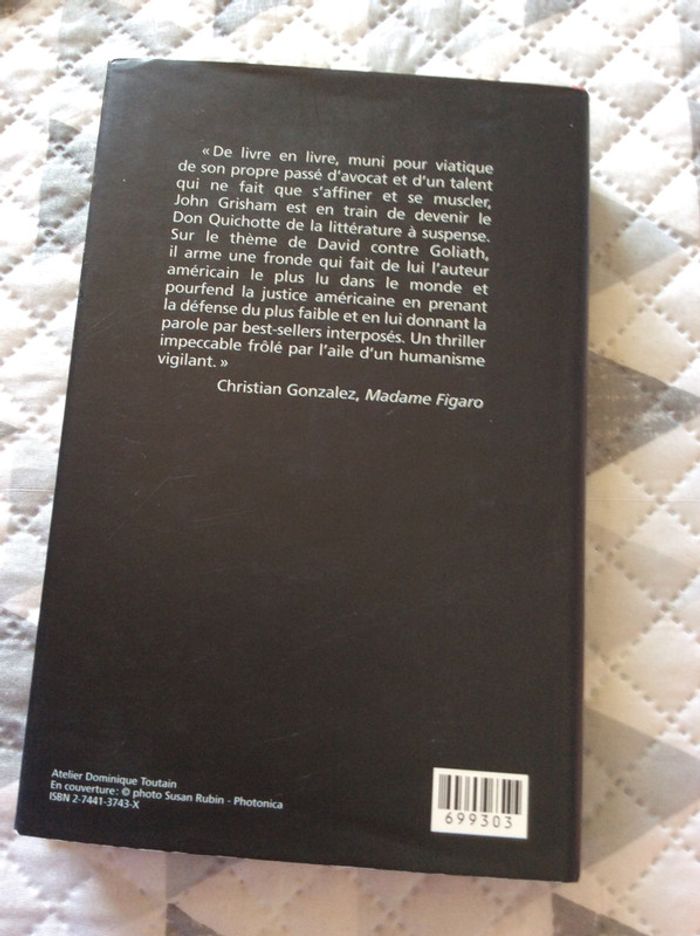 « De livre en livre, muni pour viatique
de son propre passé d'avocat et d'un talent
qui ne fait que s'affiner et se muscler,
John Grisham est en train de devenir le
Don Quichotte de la littérature à suspense.
Sur le thème de David contre Goliath,
il arme une fronde qui fait de lui l'auteur
américain le plus lu dans le monde et
pourfend la justice américaine en prenant
la défense du plus faible et en lui donnant la
parole par best-sellers interposés. Un thriller
impeccable frôlé par l'aile d'un humanisme
vigilant. »
Christian Gonzalez, Madame Figaro
Atelier Dominique Toutain
En couverture : © photo Susan Rubin - Photonica
ISBN 2-7441-3743-X
699303